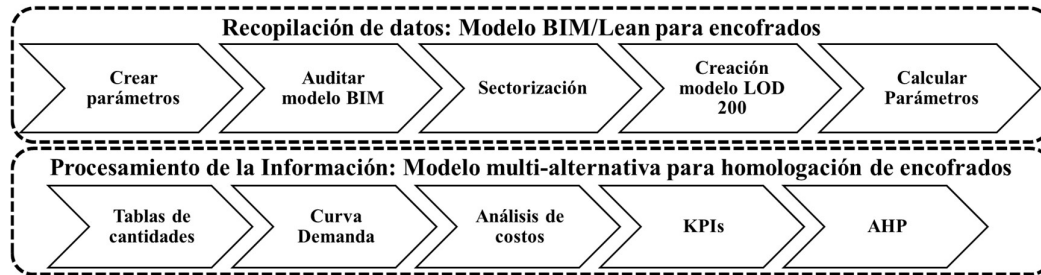 Recopilación de datos: Modelo BIM/Lean para encofrados
Crear
parámetros
Auditar
modelo BIM
Sectorización
Creación
modelo LOD
200
Calcular
Parámetros
Procesamiento de la Información: Modelo multi-alternativa para homologación de encofrados
Tablas de
cantidades
Curva
Demanda
Análisis de
costos
KPIs
AHP